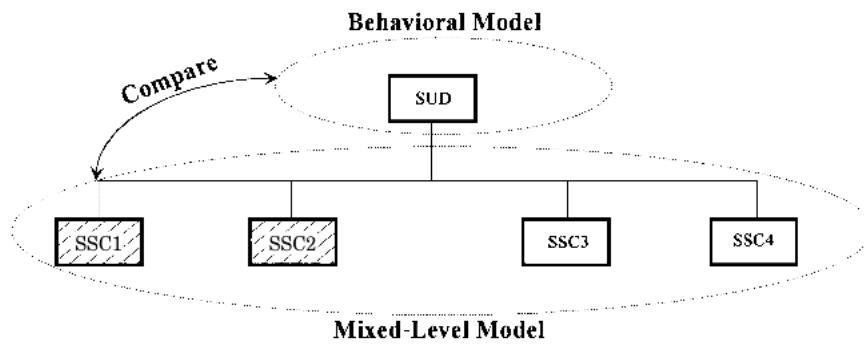 Behavioral Model
Compare
SUD
SSC1
SSC2
SSC3
SSC4
Mixed-Level Model